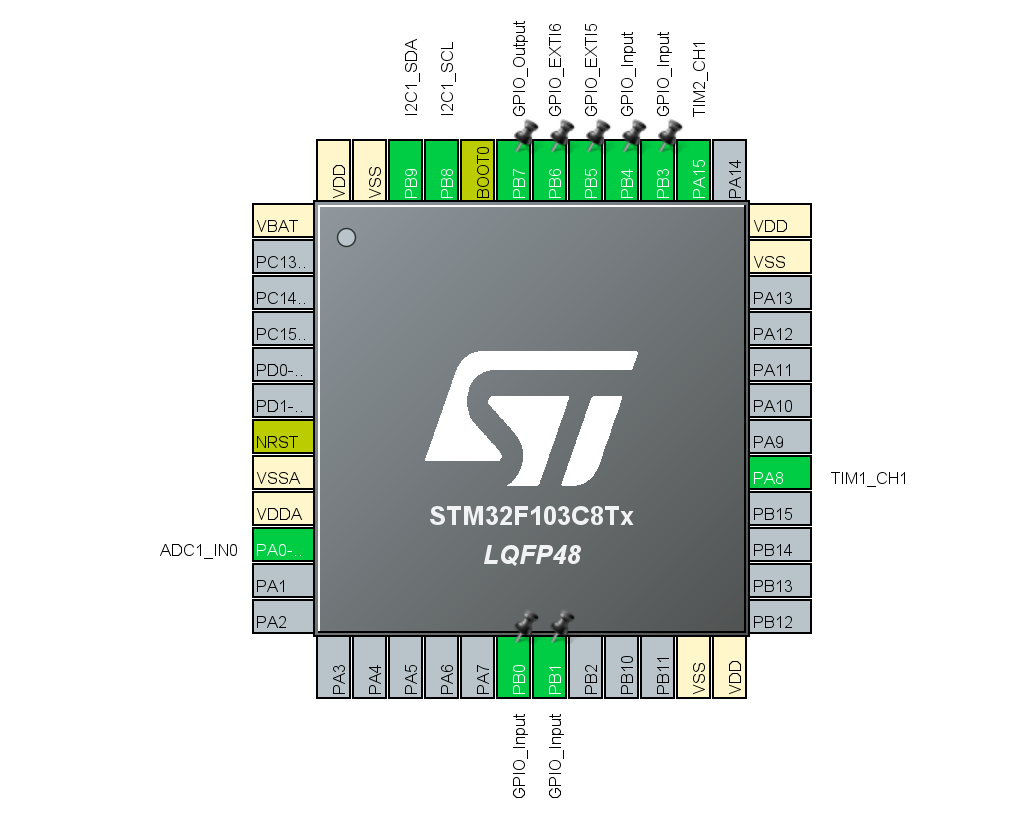 I2C1_SDA
I2C1_SCL
GPIO_Output
GPIO_EXTI6
GPIO_EXTI5
GPIO_Input
GPIO_Input
TIM2_CH1
VDD
VSS
PB9
PB8
BOOT0
PB7
PB6
PB5
PB4
PB3
PA15
PA14
VBAT
PC13..
PC14..
PC15..
PD0-..
PD1-..
NRST
VSSA
VDDA
ADC1_IN0
PA0-..
PA1
PA2
ST
STM32F103C8Tx
LQFP48
VDD
VSS
PA13
PA12
PA11
PA10
PA9
PA8
TIM1_CH1
PB15
PB14
PB13
PB12
PA3
PA4
PA5
PA6
PA7
PB0
PB1
PB2
PB10
PB11
VSS
VDD
GPIO_Input
GPIO_Input